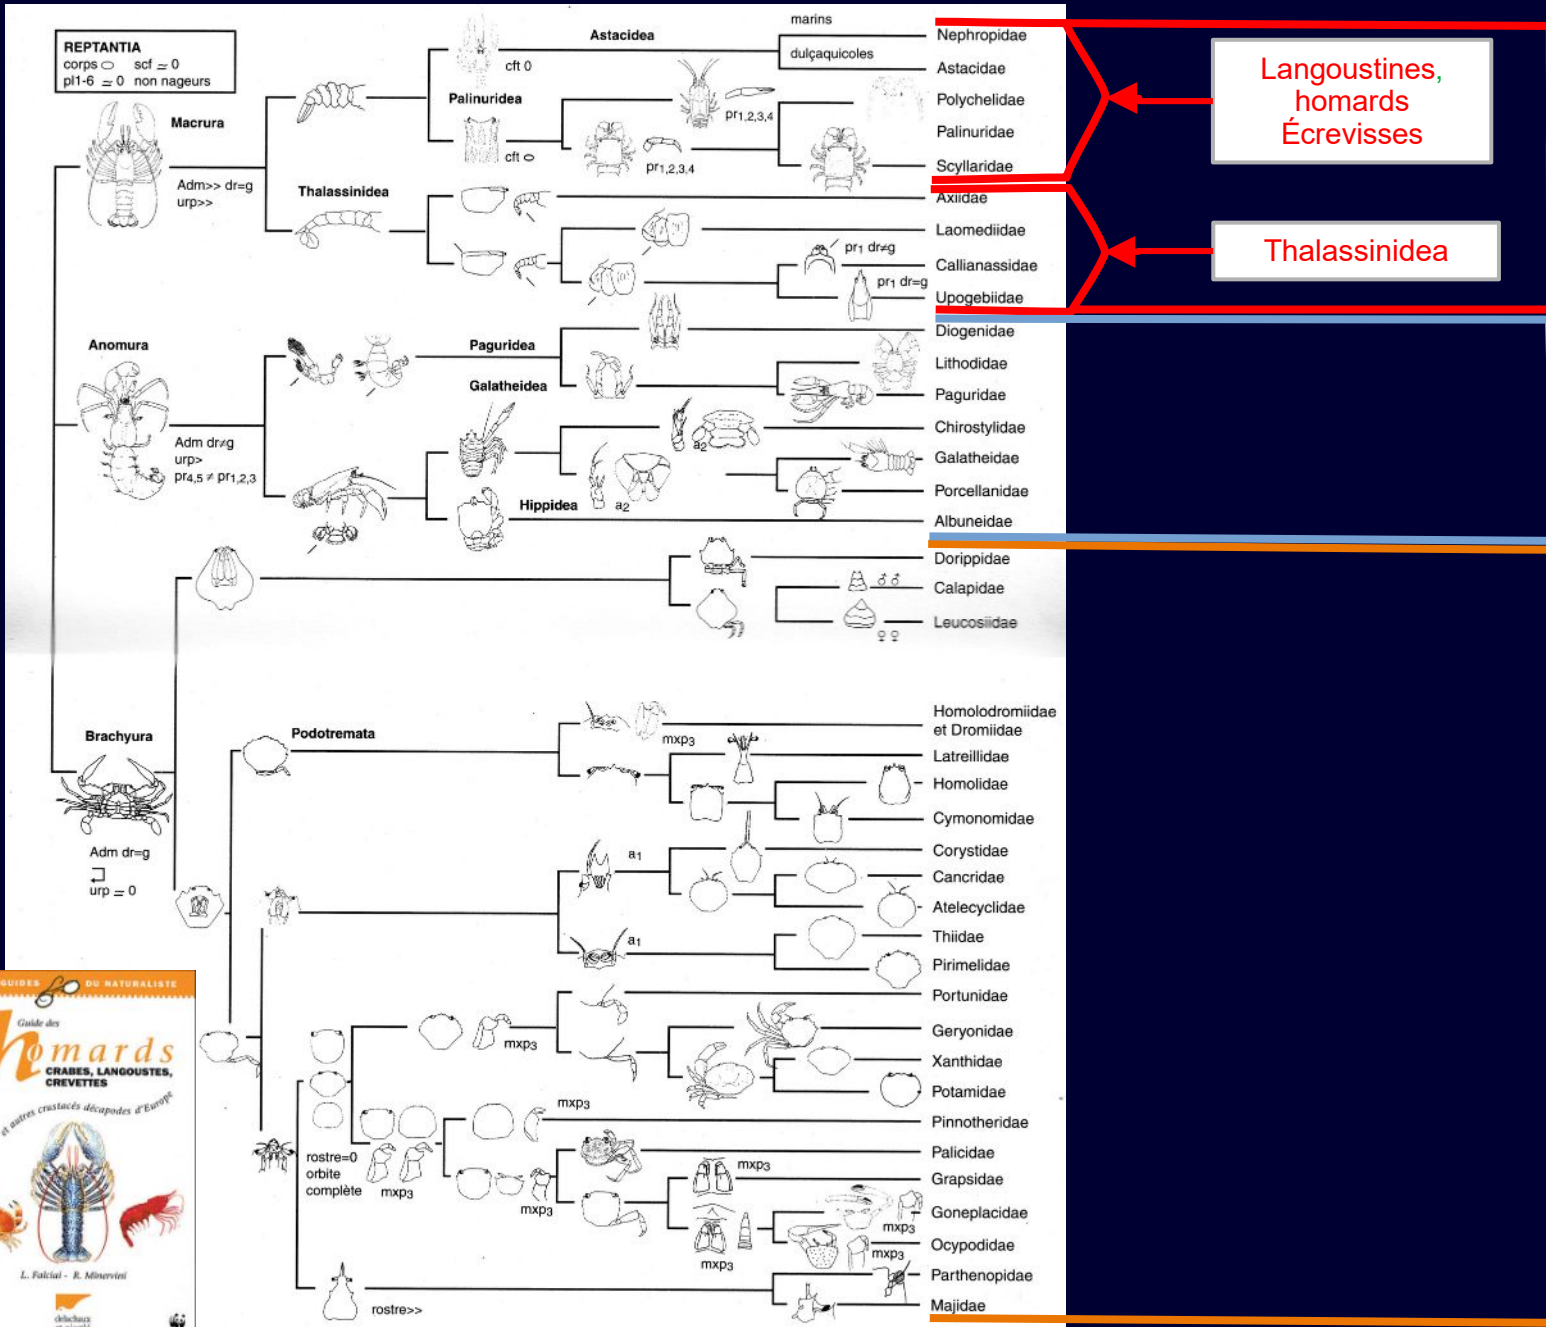 REPTANTIA
corps ⬭ scf ≃ 0
pl1-6 ≃ 0 non nageurs
Macrura
Adm>> dr=g
urp>>
Astacidea
cft 0
marins
dulçaquicoles
Nephropidae
Astacidae
Palinuridea
cft ⬭
pr1,2,3,4
pr1,2,3,4
Polychelidae
Palinuridae
Scyllaridae
Thalassinidea
Axiidae
Laomediidae
pr1 dr≠g
Callianassidae
pr1 dr=g
Upogebiidae
Langoustines,
homards
Écrevisses
Thalassinidea
Anomura
Adm dr≠g
urp>
pr4,5 ≠ pr1,2,3
Paguridea
Galatheidea
Hippidea
a2
a2
Diogenidae
Lithodidae
Paguridae
Chirostylidae
Galatheidae
Porcellanidae
Albuneidae
Dorippidae
Calapidae
♂♂
Leucosiidae
♀♀
Brachyura
Adm dr=g
urp ≃ 0
Podotremata
mxp3
Homolodromiidae
et Dromiidae
Latreillidae
Homolidae
Cymonomidae
a1
Corystidae
Cancridae
Atelecyclidae
a1
Thiidae
Pirimelidae
mxp3
Portunidae
Geryonidae
Xanthidae
Potamidae
mxp3
Pinnotheridae
rostre=0
orbite
complète
mxp3
mxp3
Palicidae
mxp3
Grapsidae
mxp3
Goneplacidae
mxp3
Ocypodidae
mxp3
Parthenopidae
Majidae
rostre>>
GUIDES DU NATURALISTE
Guide des
homards
CRABES, LANGOUSTES,
CREVETTES
et autres crustacés décapodes d'Europe
L. Falciai - R. Minervini
delachaux